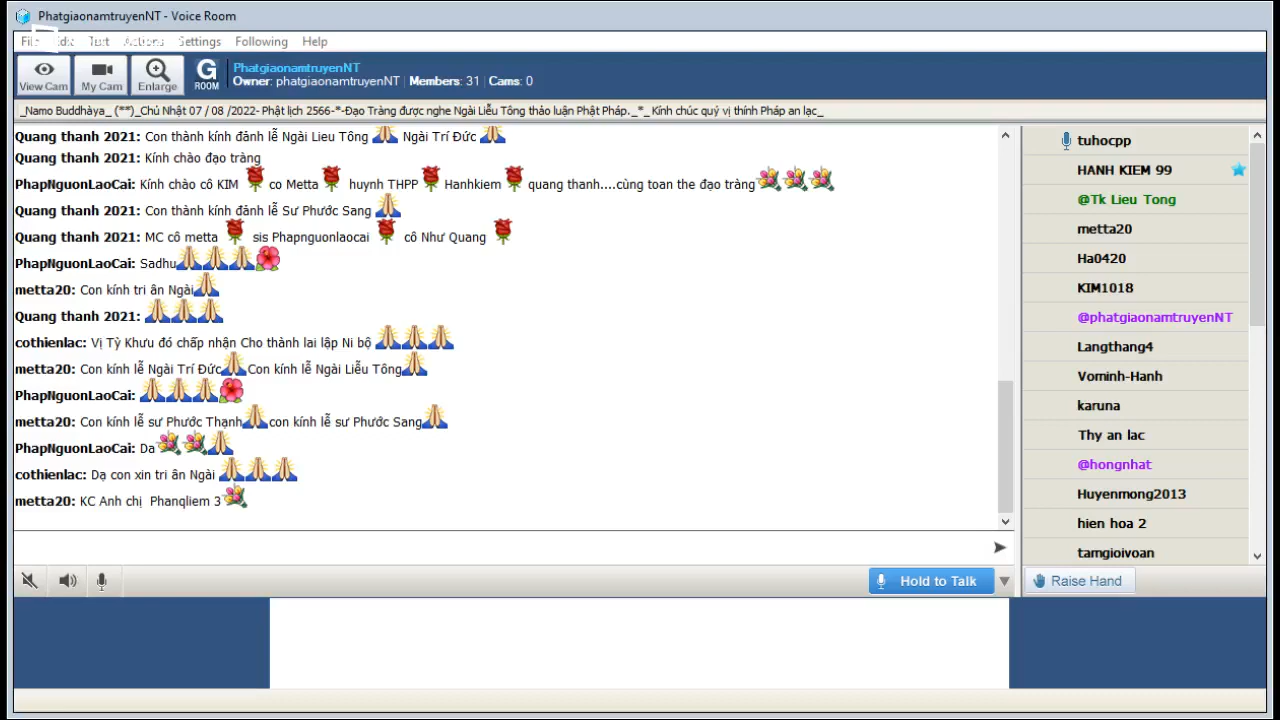 PhatgiaonamtruyenNT - Voice Room
Text Actions Settings Following Help
View Cam
My Cam
Enlarge
G ROOM
PhatgiaonamtruyenNT
Owner: phatgiaonamtruyenNT | Members: 31 | Cams: 0
_Namo Buddhàya_ (**)_Chủ Nhật 07 / 08 /2022- Phật lịch 2566-*-Đạo Tràng được nghe Ngài Liễu Tông thảo luận Phật Pháp._*_ Kính chúc quý vị thính Pháp an lạc_
Quang thanh 2021: Con thành kính đảnh lễ Ngài Lieu Tông 🙏 Ngài Trí Đức 🙏
Quang thanh 2021: Kính chào đạo tràng
PhapNguonLaoCai: Kính chào cô KIM 🌹 co Metta 🌹 huynh THPP 🌹 Hanhkiem 🌹 quang thanh....cùng toan the đạo tràng 💐💐💐
Quang thanh 2021: Con thành kính đảnh lễ Sư Phước Sang 🙏
Quang thanh 2021: MC cô metta 🌹 sis Phapnguonlaocai 🌹 cô Như Quang 🌹
PhapNguonLaoCai: Sadhu🙏🙏🙏🌺
metta20: Con kính tri ân Ngài🙏
Quang thanh 2021: 🙏🙏🙏
cothienlac: Vị Tỳ Khưu đó chấp nhận Cho thành lai lập Ni bộ 🙏🙏🙏
metta20: Con kính lễ Ngài Trí Đức🙏Con kính lễ Ngài Liễu Tông🙏
PhapNguonLaoCai: 🙏🙏🙏🌺
metta20: Con kính lễ sư Phước Thạnh🙏con kính lễ sư Phước Sang🙏
PhapNguonLaoCai: Da💐💐🙏
cothienlac: Dạ con xin tri ân Ngài 🙏🙏🙏
metta20: KC Anh chị Phanqliem 3💐
Hold to Talk
tuhocpp
HANH KIEM 99
@Tk Lieu Tong
metta20
Ha0420
KIM1018
@phatgiaonamtruyenNT
Langthang4
Vominh-Hanh
karuna
Thy an lac
@hongnhat
Huyenmong2013
hien hoa 2
tamgioivoan
Raise Hand